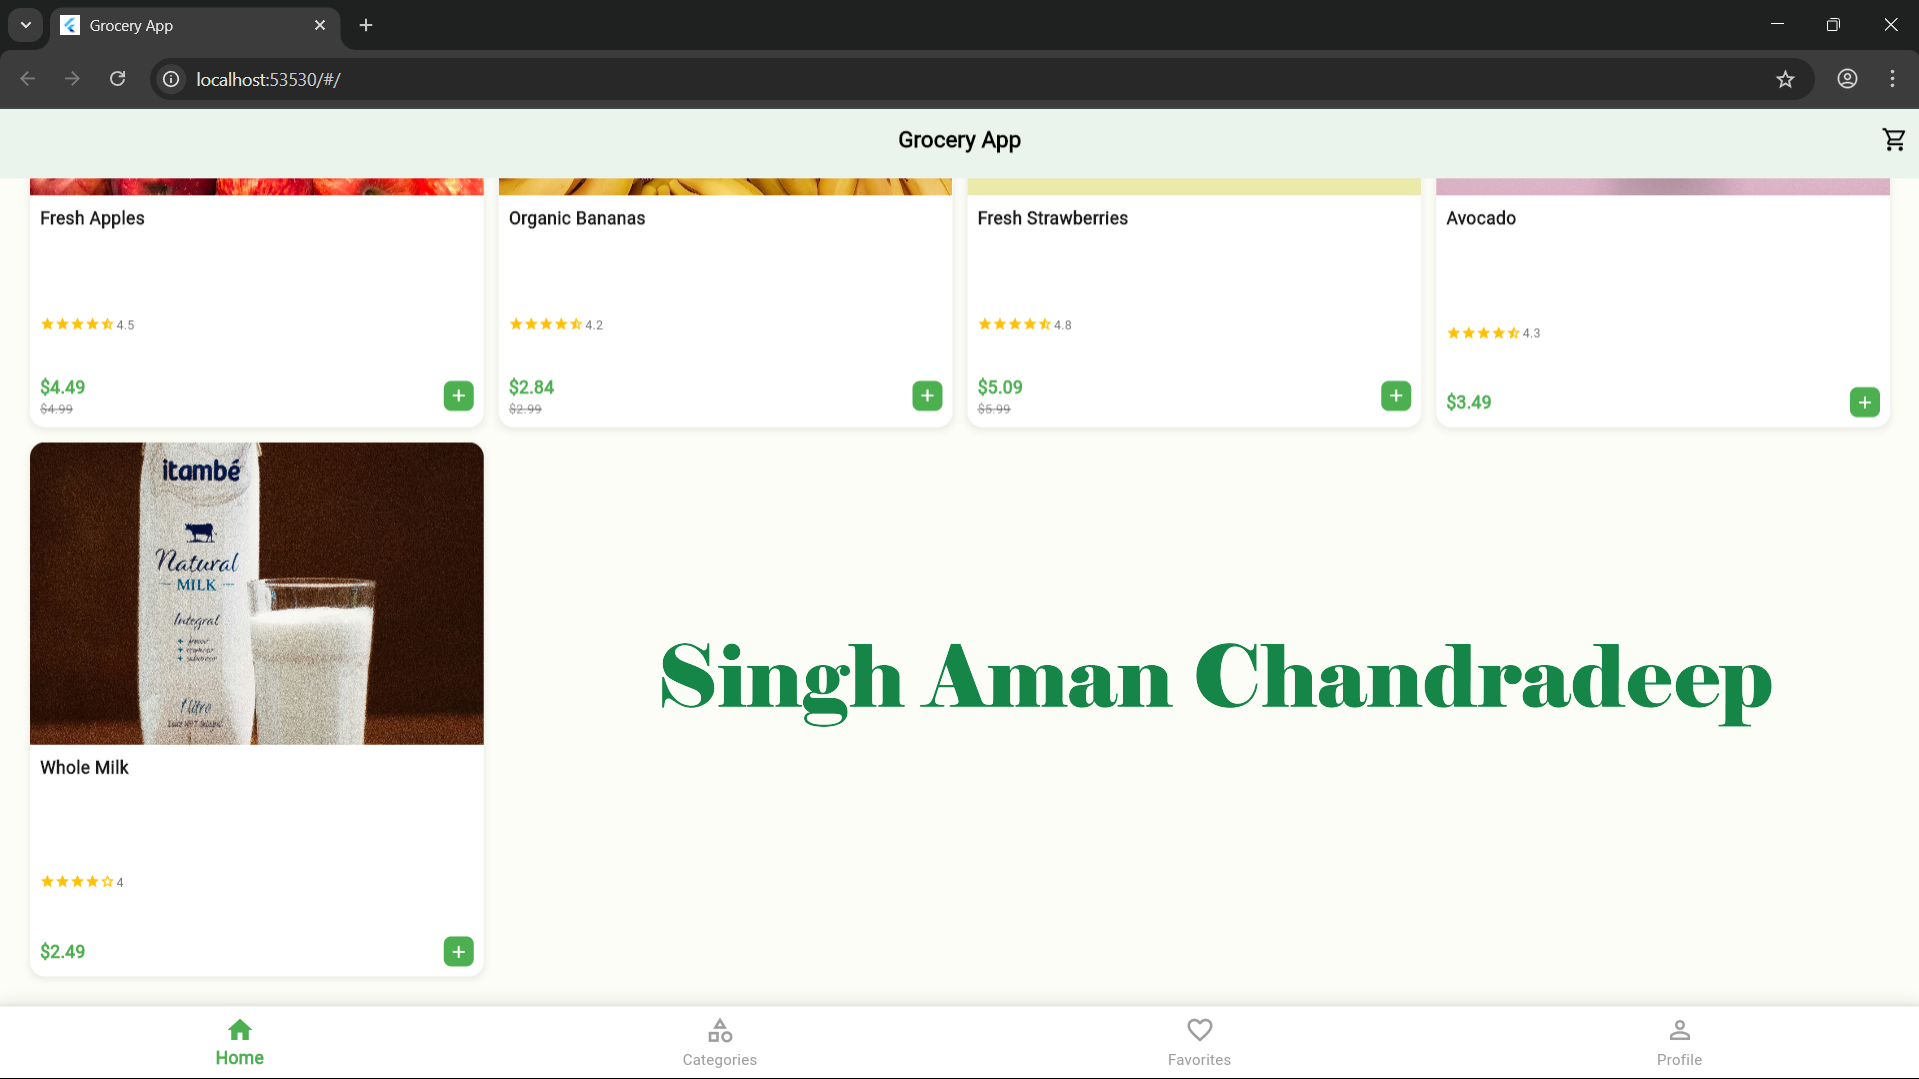 Grocery App
localhost:53530/#/
Grocery App
Fresh Apples
4.5
$4.49
$4.99
Organic Bananas
4.2
$2.84
$2.99
Fresh Strawberries
4.8
$5.09
$5.99
Avocado
4.3
$3.49
itambé
Natural
MILK
Integral
1 litro
Whole Milk
4
$2.49
Singh Aman Chandradeep
Home
Categories
Favorites
Profile